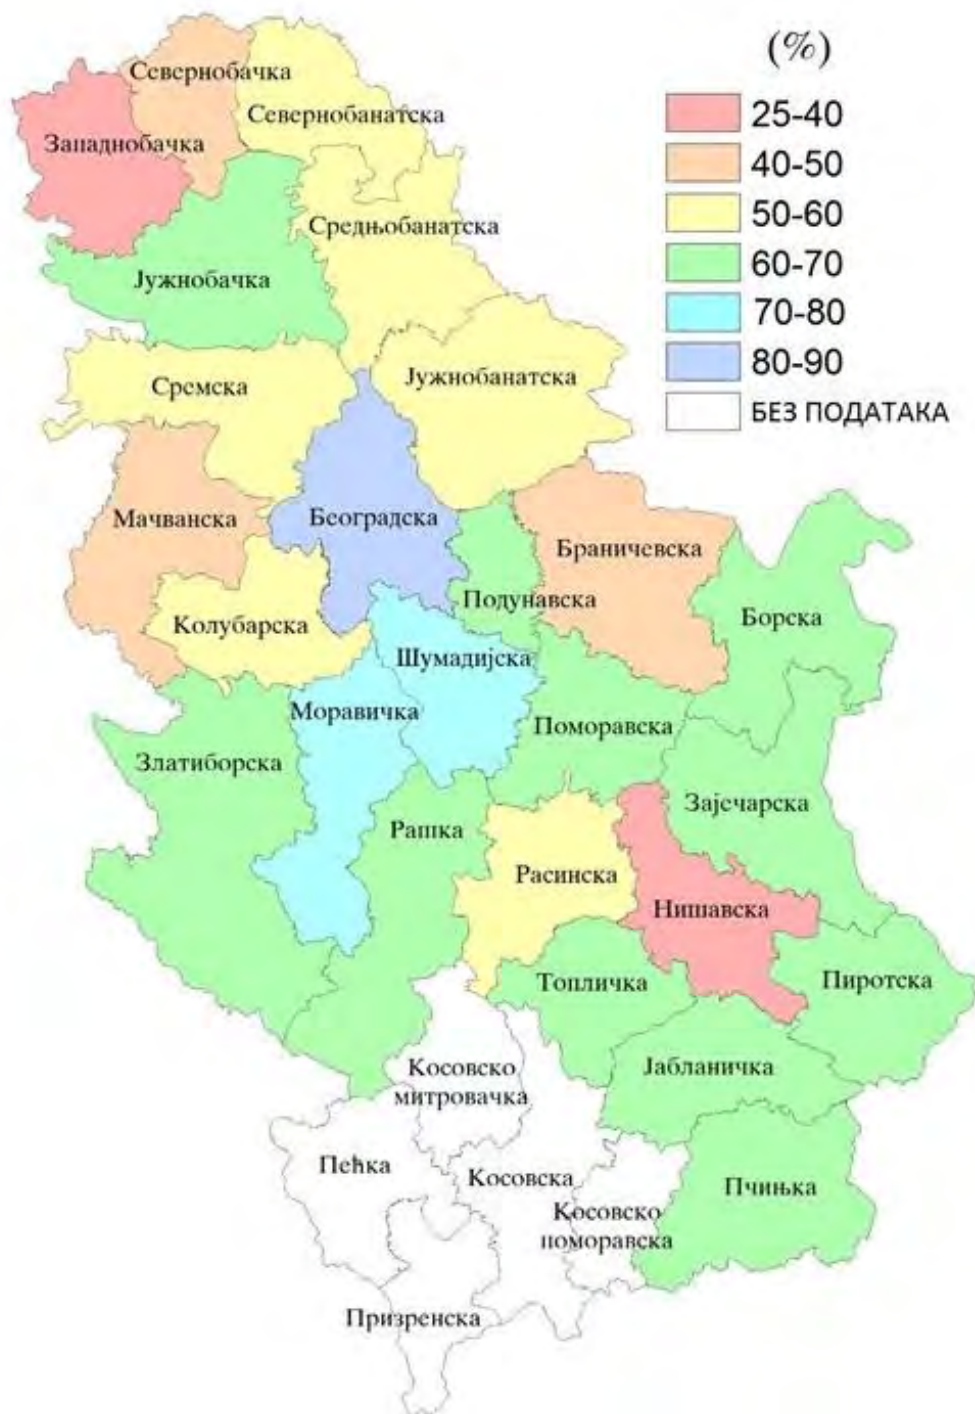 (%)
25-40
40-50
50-60
60-70
70-80
80-90
БЕЗ ПОДАТАКА
Севернобачка
Севернобанатска
Западнобачка
Средњобанатска
Јужнобачка
Јужнобанатска
Сремска
Мачванска
Београдска
Браничевска
Подунавска
Борска
Колубарска
Шумадијска
Моравичка
Поморавска
Златиборска
Зајечарска
Рашка
Расинска
Нишавска
Топличка
Пиротска
Јабланичка
Косовско
митровачка
Пећка
Косовска
Пчињка
Косовско
поморавска
Призренска